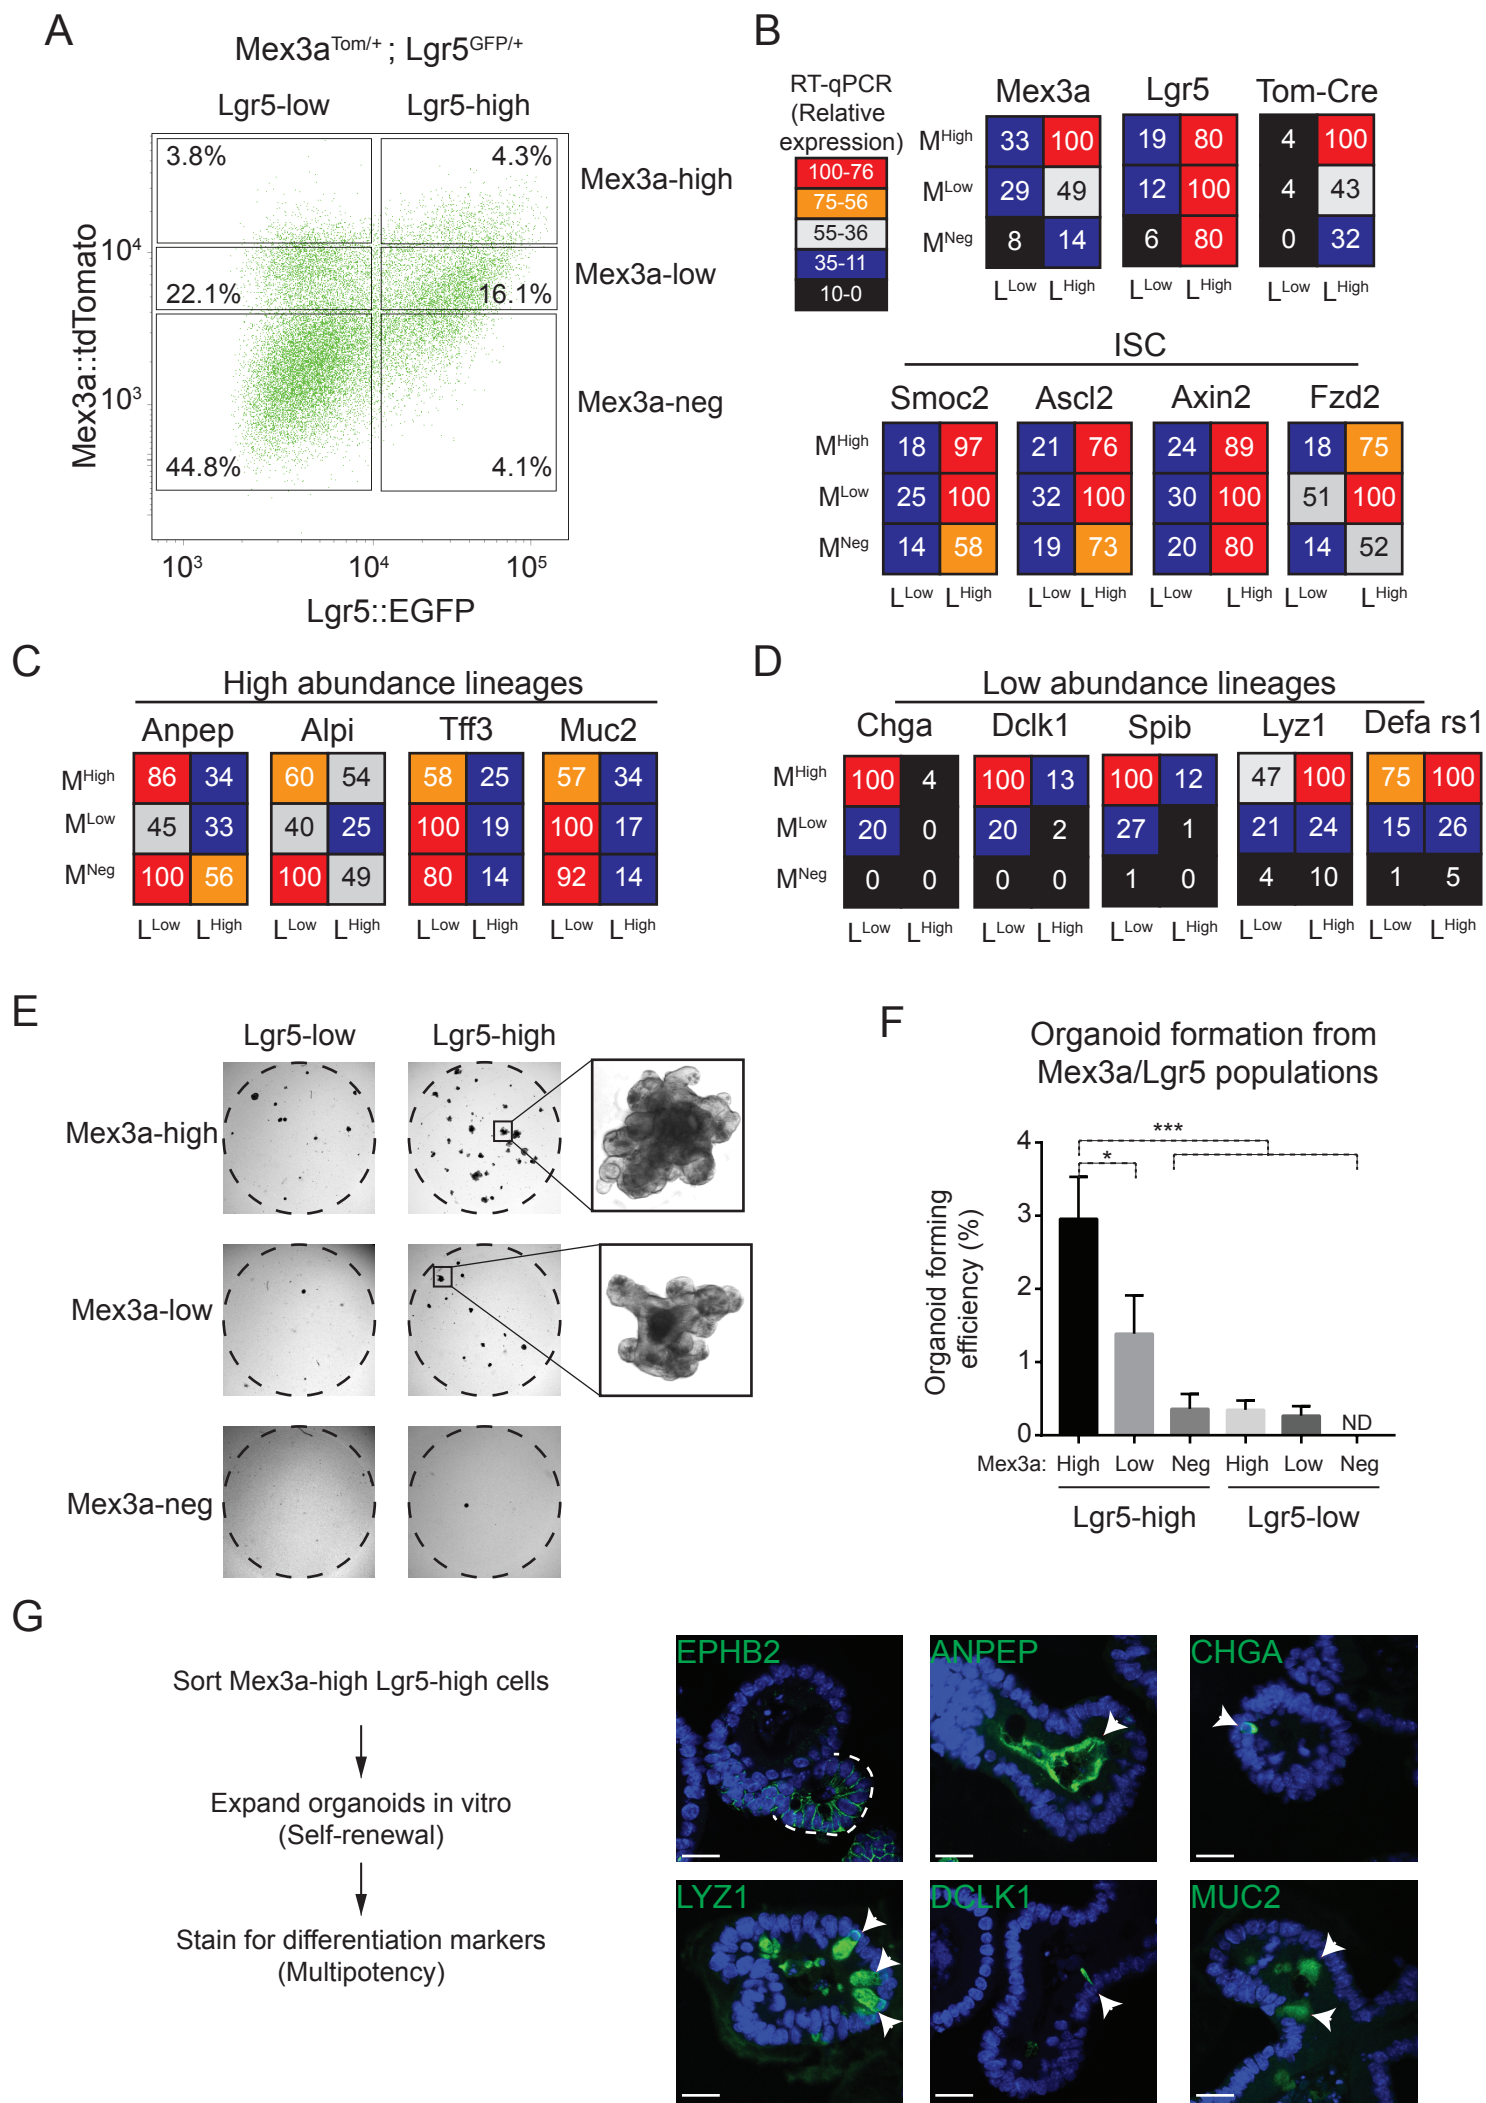 A
Mex3aTom/+ ; Lgr5GFP/+
Lgr5-low Lgr5-high
3.8% 4.3%
Mex3a-high
10⁴
22.1% 16.1%
Mex3a-low
10³
44.8% 4.1%
Mex3a-neg
Mex3a::tdTomato
10³ 10⁴ 10⁵
Lgr5::EGFP
B
RT-qPCR
(Relative
expression)
100-76
75-56
55-36
35-11
10-0
Mex3a Lgr5 Tom-Cre
MHigh 33 100 19 80 4 100
MLow 29 49 12 100 4 43
MNeg 8 14 6 80 0 32
LLow LHigh LLow LHigh LLow LHigh
ISC
Smoc2 Ascl2 Axin2 Fzd2
MHigh 18 97 21 76 24 89 18 75
MLow 25 100 32 100 30 100 51 100
MNeg 14 58 19 73 20 80 14 52
LLow LHigh LLow LHigh LLow LHigh LLow LHigh
C
High abundance lineages
Anpep Alpi Tff3 Muc2
MHigh 86 34 60 54 58 25 57 34
MLow 45 33 40 25 100 19 100 17
MNeg 100 56 100 49 80 14 92 14
LLow LHigh LLow LHigh LLow LHigh LLow LHigh
D
Low abundance lineages
Chga Dclk1 Spib Lyz1 Defa rs1
MHigh 100 4 100 13 100 12 47 100 75 100
MLow 20 0 20 2 27 1 21 24 15 26
MNeg 0 0 0 0 1 0 4 10 1 5
LLow LHigh LLow LHigh LLow LHigh LLow LHigh LLow LHigh
E
Lgr5-low Lgr5-high
Mex3a-high
Mex3a-low
Mex3a-neg
F
Organoid formation from
Mex3a/Lgr5 populations
Organoid forming
efficiency (%)
4
3
2
1
0
***
*
ND
Mex3a: High Low Neg High Low Neg
Lgr5-high Lgr5-low
G
Sort Mex3a-high Lgr5-high cells
Expand organoids in vitro
(Self-renewal)
Stain for differentiation markers
(Multipotency)
EPHB2 ANPEP CHGA
LYZ1 DCLK1 MUC2